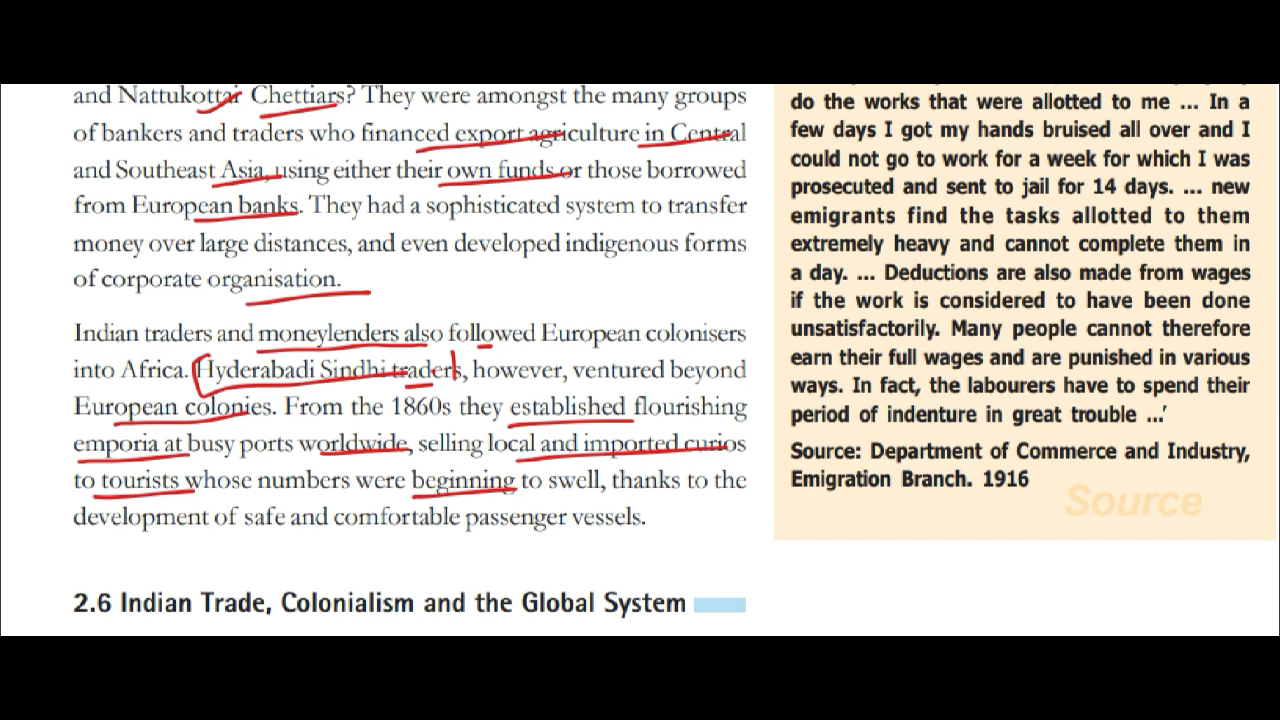 and Nattukottai Chettiars? They were amongst the many groups
of bankers and traders who financed export agriculture in Central
and Southeast Asia, using either their own funds or those borrowed
from European banks. They had a sophisticated system to transfer
money over large distances, and even developed indigenous forms
of corporate organisation.
Indian traders and moneylenders also followed European colonisers
into Africa. Hyderabadi Sindhi traders, however, ventured beyond
European colonies. From the 1860s they established flourishing
emporia at busy ports worldwide, selling local and imported curios
to tourists whose numbers were beginning to swell, thanks to the
development of safe and comfortable passenger vessels.
2.6 Indian Trade, Colonialism and the Global System
do the works that were allotted to me ... In a
few days I got my hands bruised all over and I
could not go to work for a week for which I was
prosecuted and sent to jail for 14 days. ... new
emigrants find the tasks allotted to them
extremely heavy and cannot complete them in
a day. ... Deductions are also made from wages
if the work is considered to have been done
unsatisfactorily. Many people cannot therefore
earn their full wages and are punished in various
ways. In fact, the labourers have to spend their
period of indenture in great trouble ...’
Source: Department of Commerce and Industry,
Emigration Branch. 1916
Source